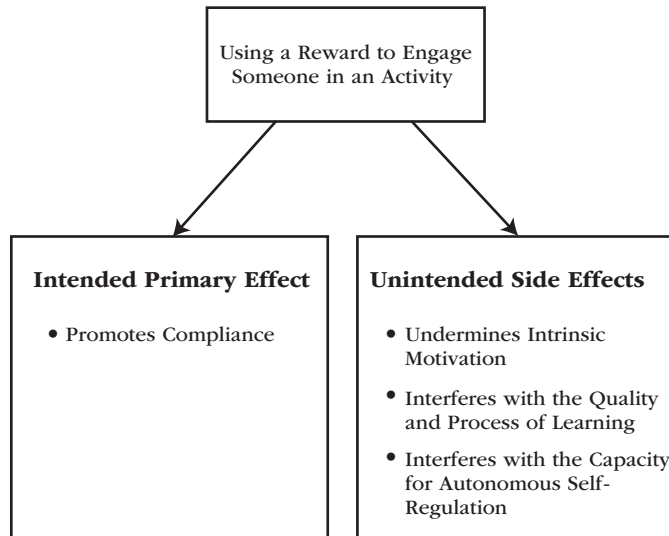 Using a Reward to Engage
Someone in an Activity
Intended Primary Effect
• Promotes Compliance
Unintended Side Effects
• Undermines Intrinsic
Motivation
• Interferes with the Quality
and Process of Learning
• Interferes with the Capacity
for Autonomous Self-
Regulation